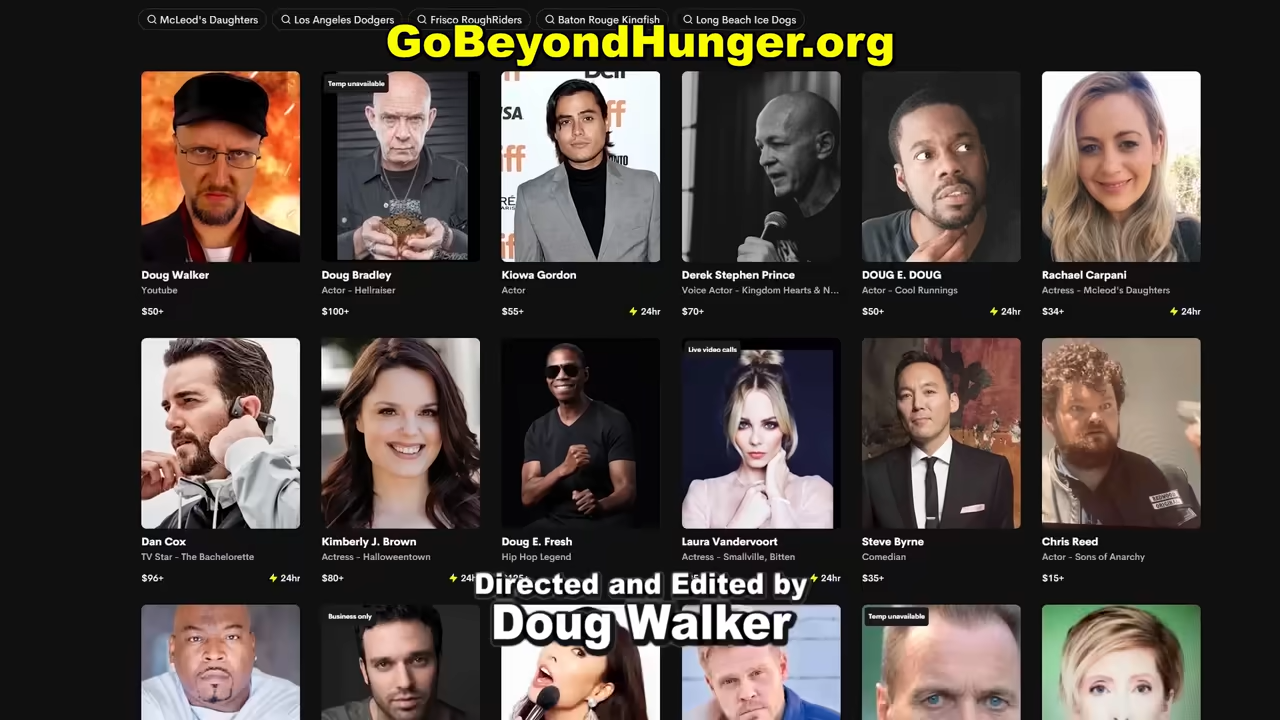 McLeod's Daughters
Los Angeles Dodgers
Frisco RoughRiders
Baton Rouge Kingfish
Long Beach Ice Dogs
GoBeyondHunger.org
Temp unavailable
Doug Walker
Youtube
$50+
Doug Bradley
Actor - Hellraiser
$100+
Kiowa Gordon
Actor
$55+
24hr
Derek Stephen Prince
Voice Actor - Kingdom Hearts & N...
$70+
DOUG E. DOUG
Actor - Cool Runnings
$50+
24hr
Rachael Carpani
Actress - Mcleod's Daughters
$34+
24hr
Live video calls
Dan Cox
TV Star - The Bachelorette
$96+
24hr
Kimberly J. Brown
Actress - Halloweentown
$80+
Doug E. Fresh
Hip Hop Legend
Laura Vandervoort
Actress - Smallville, Bitten
24hr
Steve Byrne
Comedian
$35+
Chris Reed
Actor - Sons of Anarchy
$15+
Directed and Edited by
Doug Walker
Business only
Temp unavailable